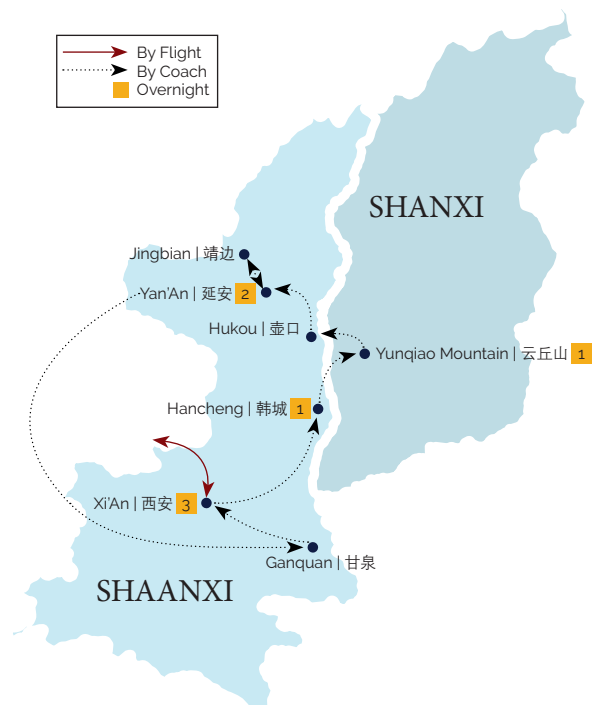 By Flight
By Coach
Overnight
SHANXI
Jingbian | 靖边
Yan'An | 延安 2
Hukou | 壶口
Yunqiao Mountain | 云丘山 1
Hancheng | 韩城 1
Xi'An | 西安 3
Ganquan | 甘泉
SHAANXI